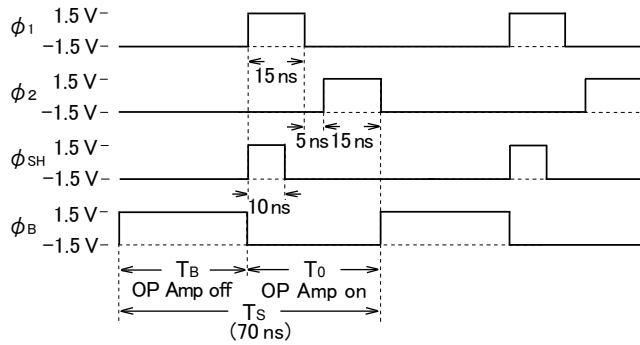 1.5 V
ϕ1
−1.5 V
15 ns
1.5 V
ϕ2
−1.5 V
5 ns 15 ns
1.5 V
ϕSH
−1.5 V
10 ns
1.5 V
ϕB
−1.5 V
TB T0
OP Amp off OP Amp on
TS
(70 ns)